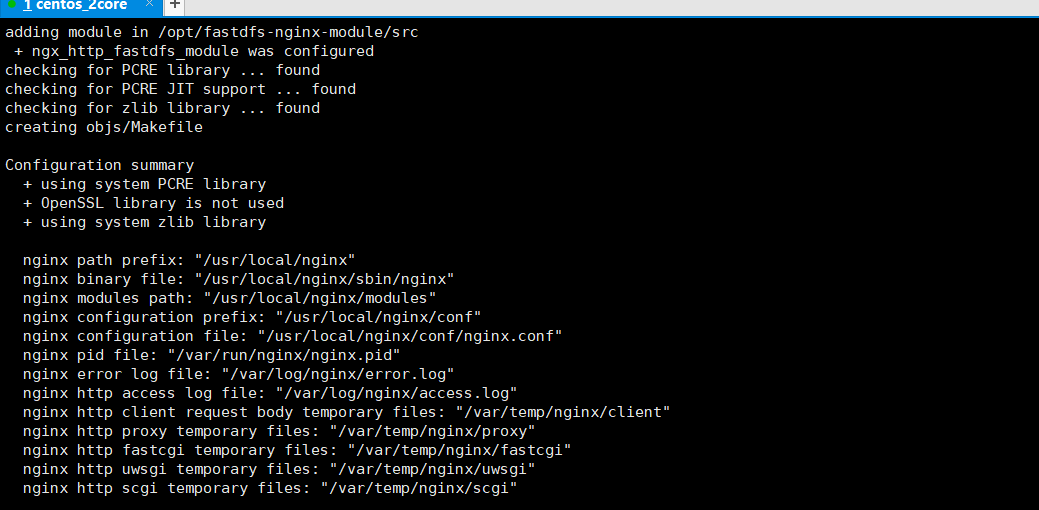 1 centos_2core × +
adding module in /opt/fastdfs-nginx-module/src
+ ngx_http_fastdfs_module was configured
checking for PCRE library ... found
checking for PCRE JIT support ... found
checking for zlib library ... found
creating objs/Makefile
Configuration summary
+ using system PCRE library
+ OpenSSL library is not used
+ using system zlib library
nginx path prefix: "/usr/local/nginx"
nginx binary file: "/usr/local/nginx/sbin/nginx"
nginx modules path: "/usr/local/nginx/modules"
nginx configuration prefix: "/usr/local/nginx/conf"
nginx configuration file: "/usr/local/nginx/conf/nginx.conf"
nginx pid file: "/var/run/nginx/nginx.pid"
nginx error log file: "/var/log/nginx/error.log"
nginx http access log file: "/var/log/nginx/access.log"
nginx http client request body temporary files: "/var/temp/nginx/client"
nginx http proxy temporary files: "/var/temp/nginx/proxy"
nginx http fastcgi temporary files: "/var/temp/nginx/fastcgi"
nginx http uwsgi temporary files: "/var/temp/nginx/uwsgi"
nginx http scgi temporary files: "/var/temp/nginx/scgi"